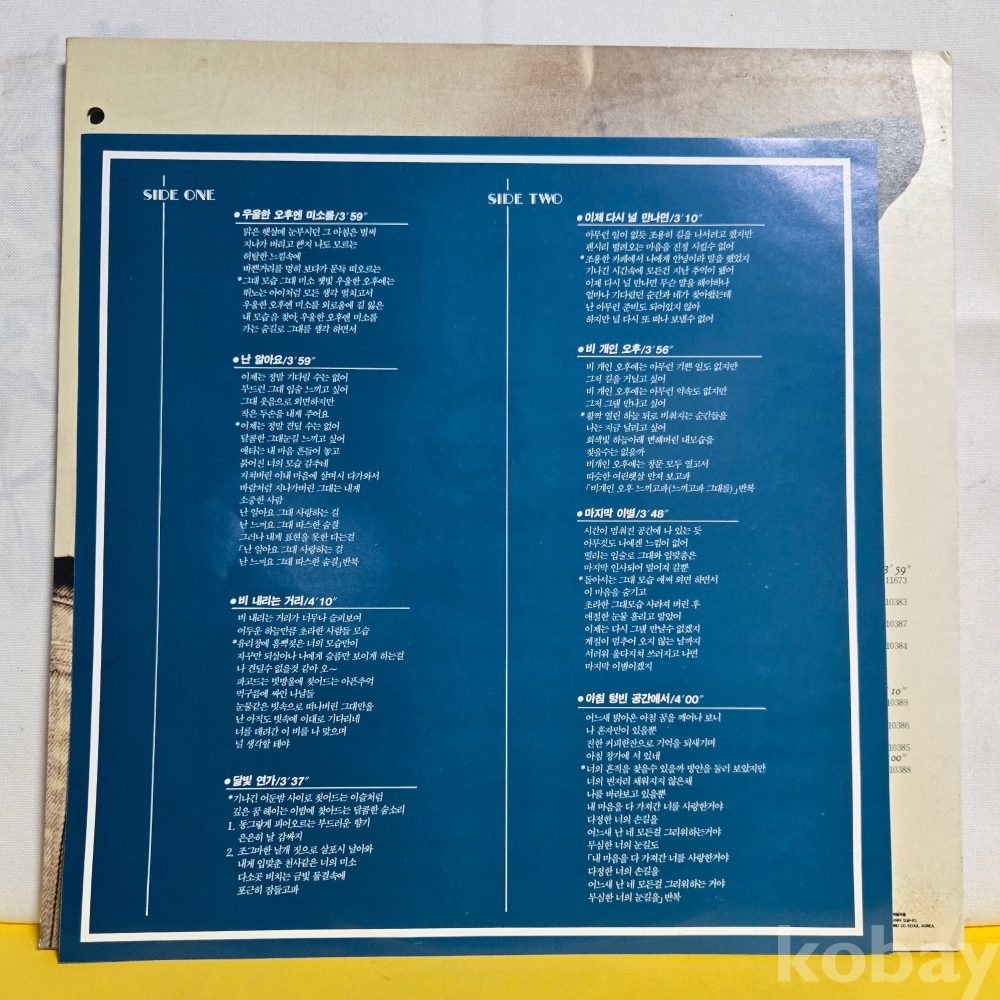 SIDE ONE
●우울한 오후엔 미소를/3′59″
맑은 햇살에 눈부시던 그 아침은 벌써
지나가 버리고 왠지 나도 모르는
허탈한 느낌속에
바쁜거리를 멍히 보다가 문득 떠오르는
*그대 모습 그대 미소 잿빛 우울한 오후에는
뛰노는 아이처럼 모든 생각 떨치고서
우울한 오후엔 미소를 외로움에 길 잃은
내 모습을 찾아, 우울한 오후엔 미소를
가는 숨길로 그대를 생각 하면서
●난 알아요/3′59″
이제는 정말 기다릴 수는 없어
부드런 그대 입술 느끼고 싶어
그대 웃음으로 외면하지만
작은 두손을 내게 주어요
*이제는 정말 견딜 수는 없어
달콤한 그대눈길 느끼고 싶어
애타는 내 마음 흔들어 놓고
붉어진 너의 모습 감추네
지쳐버린 이내 마음에 살며시 다가와서
바람처럼 지나가버린 그대는 내게
소중한 사람
난 알아요 그대 사랑하는 걸
난 느껴요 그대 따스한 숨결
그러나 내게 표현을 못한 다는걸
「난 알아요 그대 사랑하는 걸
난 느껴요 그대 따스한 숨결」반복
●비 내리는 거리/4′10″
비 내리는 거리가 너무나 슬퍼보여
어두운 하늘만큼 초라한 사람들 모습
*유리창에 흠뻑젖은 너의 모습만이
자꾸만 되살아나 나에게 슬픔만 보이게 하는걸
나 견딜수 없을것 같아 오~
파고드는 빗방울에 젖어드는 아픈추억
먹구름에 싸인 나날들
눈물같은 빗속으로 떠나버린 그대만을
난 아직도 빗속에 이대로 기다리네
너를 데려간 이 비를 나 맞으며
널 생각할 테야
●달빛 연가/3′37″
*기나긴 어둔밤 사이로 젖어드는 이슬처럼
깊은 꿈 헤이는 이밤에 찾아드는 달콤한 숨소리
1. 동그랗게 피어오르는 부드러운 향기
은은히 날 감싸지
2. 조그마한 날개 짓으로 살포시 날아와
내게 입맞춘 천사같은 너의 미소
다소곳 비치는 금빛 물결속에
포근히 잠들고파
SIDE TWO
●이제 다시 널 만나면/3′10″
아무런 일이 없듯 조용히 길을 나서려고 했지만
괜시리 떨려오는 마음을 진정 시킬수 없어
*조용한 카페에서 나에게 안녕이라 말을 했었지
기나긴 시간속에 모든건 지난 추억이 됐어
이제 다시 널 만나면 무슨 말을 해야하나
얼마나 기다렸던 순간과 네가 찾아왔는데
난 아무런 준비도 되어있지 않아
하지만 널 다시 또 떠나 보낼수 없어
●비 개인 오후/3′56″
비 개인 오후에는 아무런 기쁜 일도 없지만
그저 길을 거닐고 싶어
비 개인 오후에는 아무런 약속도 없지만
그저 그댈 만나고 싶어
*활짝 열린 하늘 뒤로 비워지는 순간들을
나는 지금 날리고 싶어
회색빛 하늘아래 변해버린 내모습을
찾을수는 없을까
비개인 오후에는 창문 모두 열고서
따슷한 여린햇살 만져 보고파
「비개인 오후 느끼고파(느끼고파 그대를)」반복
●마지막 이별/3′48″
시간이 멈춰진 공간에 나 있는 듯
아무것도 나에겐 느낌이 없어
떨리는 입술로 그대와 입맞춤은
마지막 인사되어 멀어져 갈뿐
*돌아서는 그대 모습 애써 외면 하면서
이 마음을 숨기고
초라한 그대모습 사라져 버린 후
애절한 눈물 흘리고 말았어
이제는 다시 그댈 만날수 없겠지
계절이 멈추어 오지 않는 날까지
서러워 울다지쳐 쓰러지고 나면
마지막 이별이겠지
●아침 텅빈 공간에서/4′00″
어느새 밝아온 아침 꿈을 깨어나 보니
나 혼자만이 있을뿐
진한 커피한잔으로 기억을 되새기며
아침 창가에 서 있네
*너의 흔적을 찾을수 있을까 방안을 둘러 보았지만
너의 빈자리 채워지지 않은채
나를 바라보고 있을뿐
내 마음을 다 가져간 너를 사랑한거야
다정한 너의 손길을
어느새 난 네 모든걸 그리워하는거야
무심한 너의 눈길도
「내 마음을 다 가져간 너를 사랑한거야
다정한 너의 손길을
어느새 난 네 모든걸 그리워하는 거야
무심한 너의 눈길을」반복
3′59″
11673
10383
10387
10384
10″
10389
10386
10385
00″
10388
CO. SEOUL, KOREA.
kobay